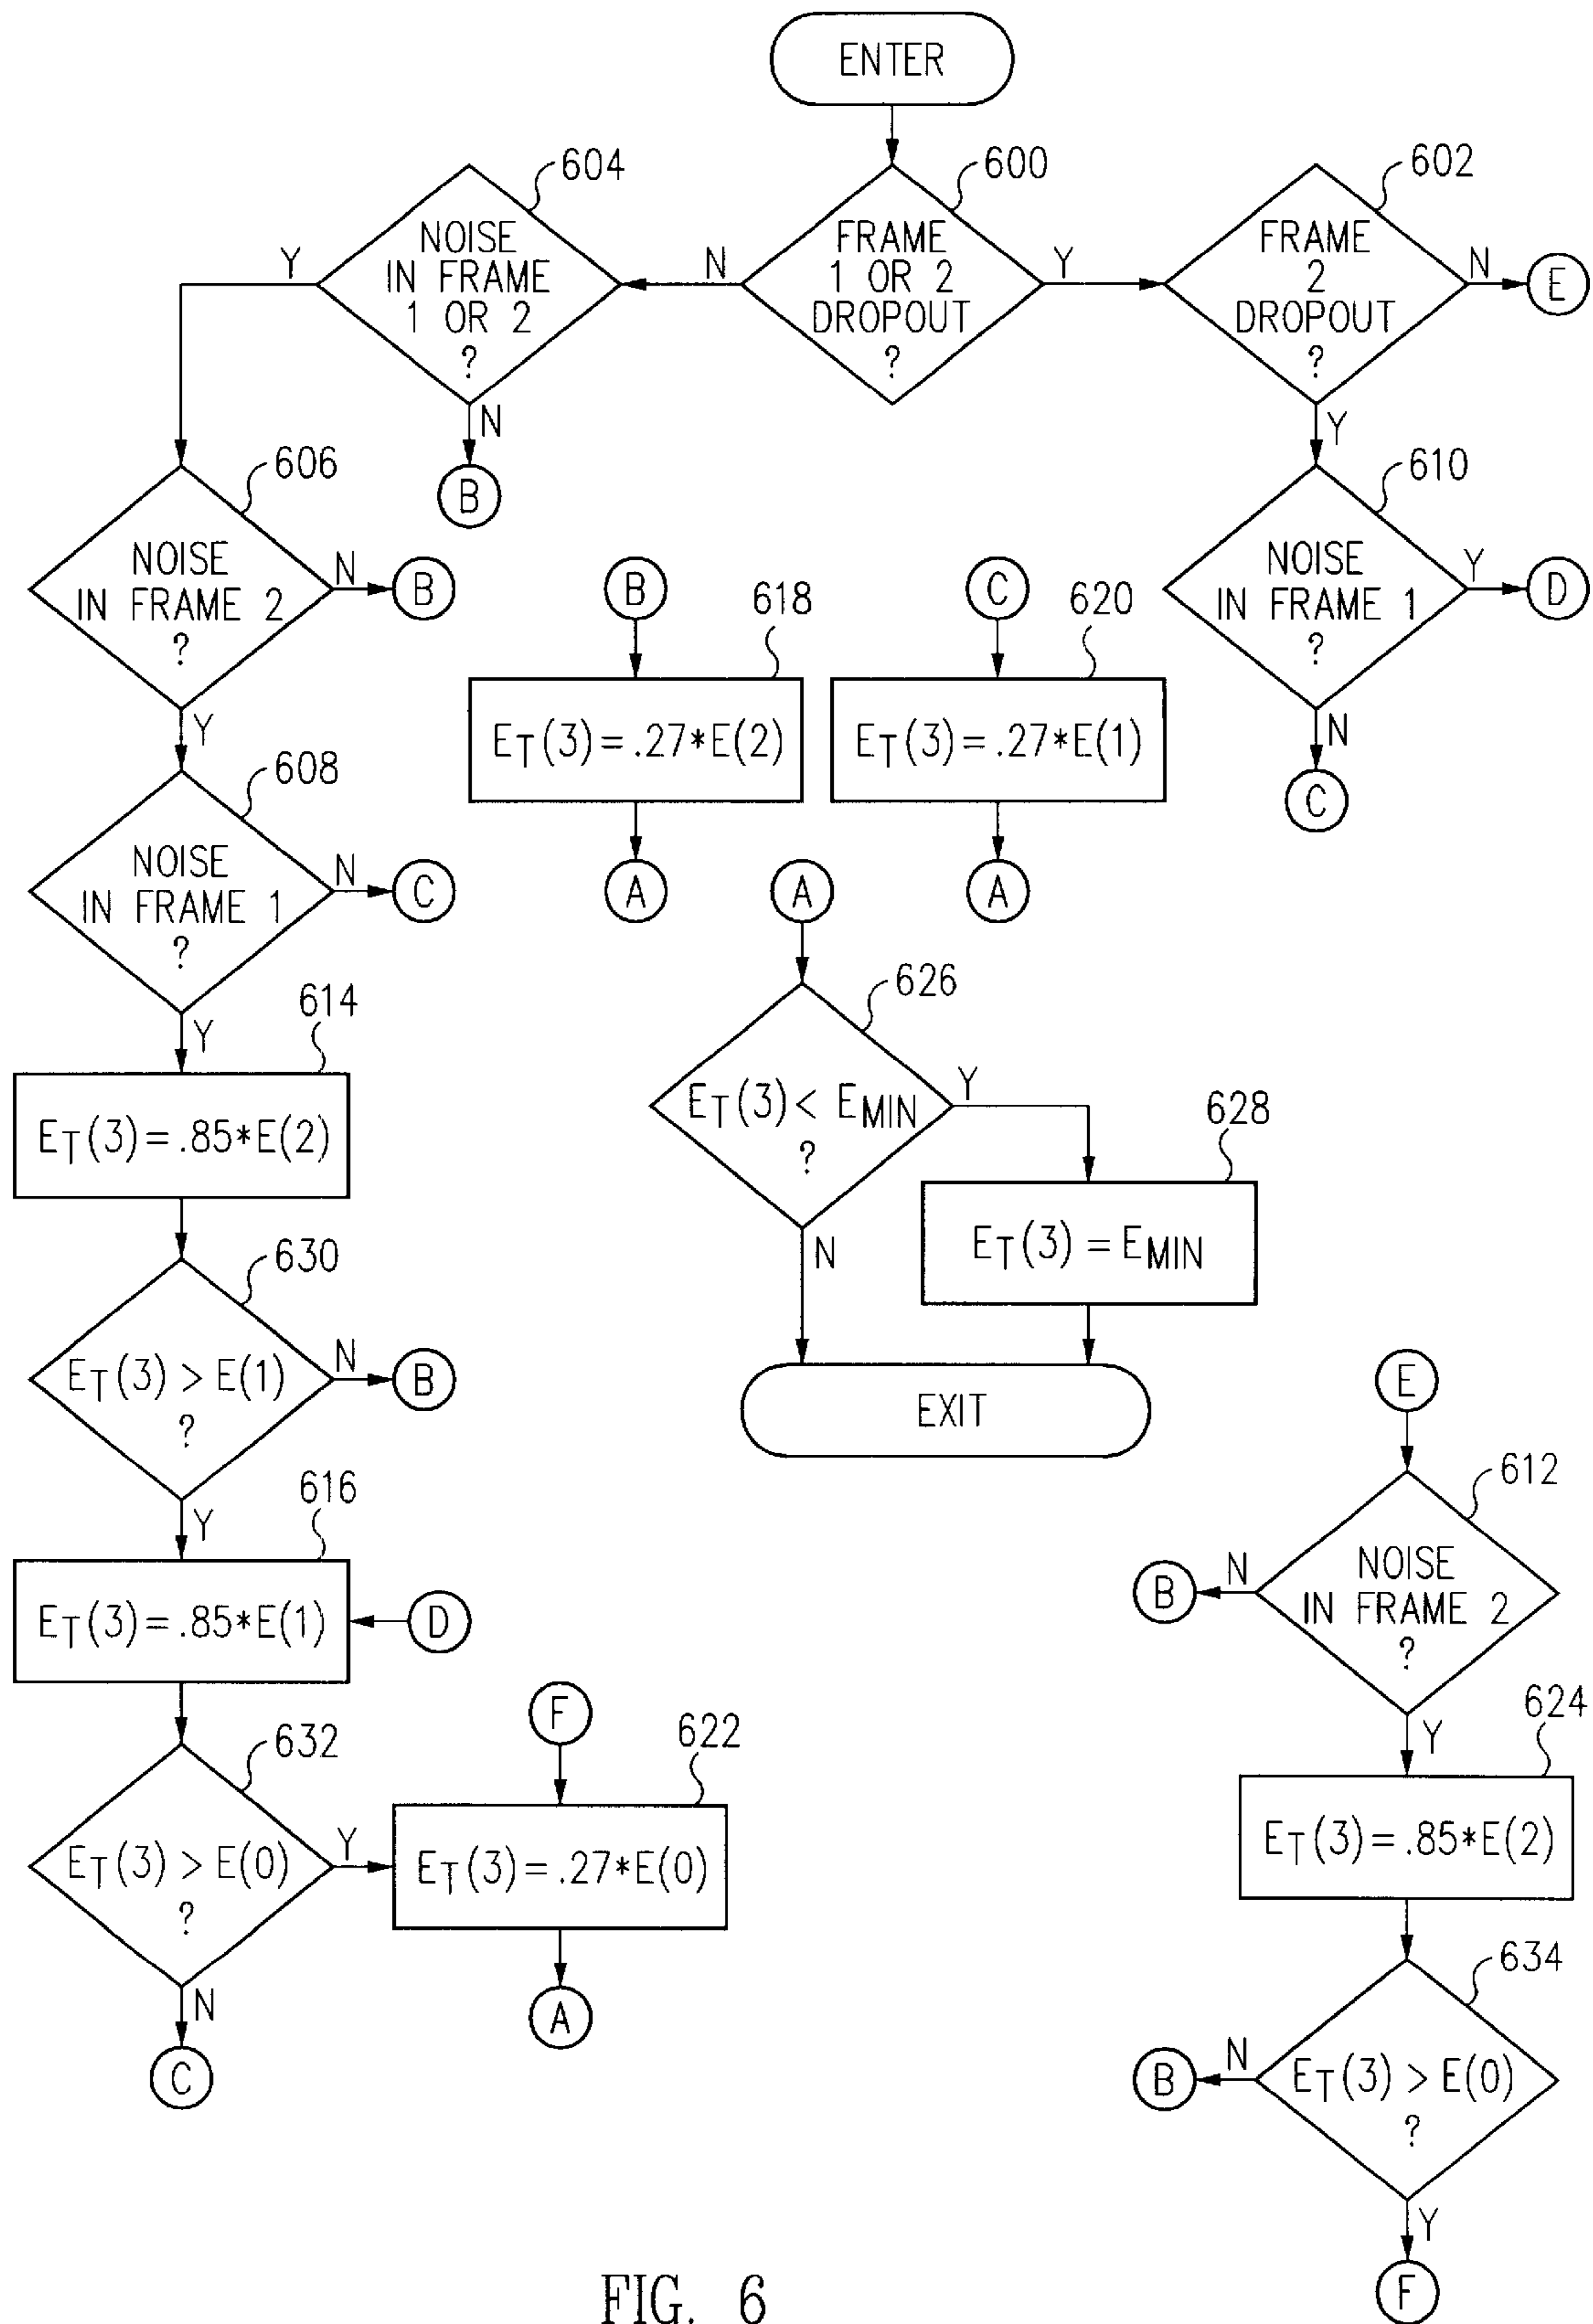 ENTER
604
600
602
NOISE
IN FRAME
1 OR 2
?
Y
N
FRAME
1 OR 2
DROPOUT
?
N
Y
FRAME
2
DROPOUT
?
N
E
Y
B
606
NOISE
IN FRAME 2
?
N
B
Y
610
NOISE
IN FRAME 1
?
Y
D
N
C
B
618
ET(3)=.27*E(2)
A
C
620
ET(3)=.27*E(1)
A
608
NOISE
IN FRAME 1
?
N
C
Y
A
626
ET(3)< EMIN
?
Y
N
628
ET(3) = EMIN
EXIT
614
ET(3)=.85*E(2)
630
ET(3) > E(1)
?
N
B
Y
616
ET(3)=.85*E(1)
D
632
ET(3) > E(0)
?
Y
N
C
F
622
ET(3)=.27*E(0)
A
E
612
NOISE
IN FRAME 2
?
N
B
Y
624
ET(3)=.85*E(2)
634
ET(3) > E(0)
?
N
B
Y
F
FIG. 6